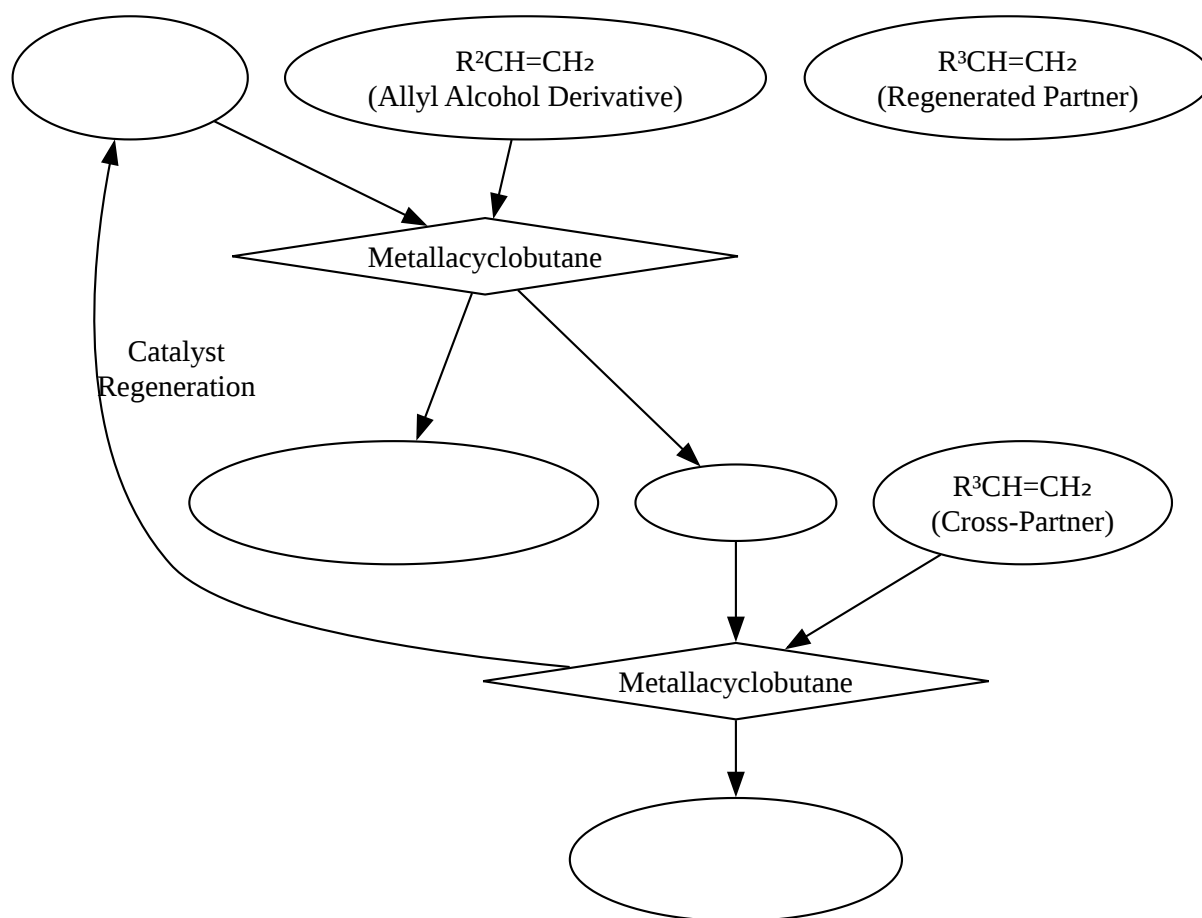 R²CH=CH₂
(Allyl Alcohol Derivative)
R³CH=CH₂
(Regenerated Partner)
Metallacyclobutane
Catalyst
Regeneration
R³CH=CH₂
(Cross-Partner)
Metallacyclobutane